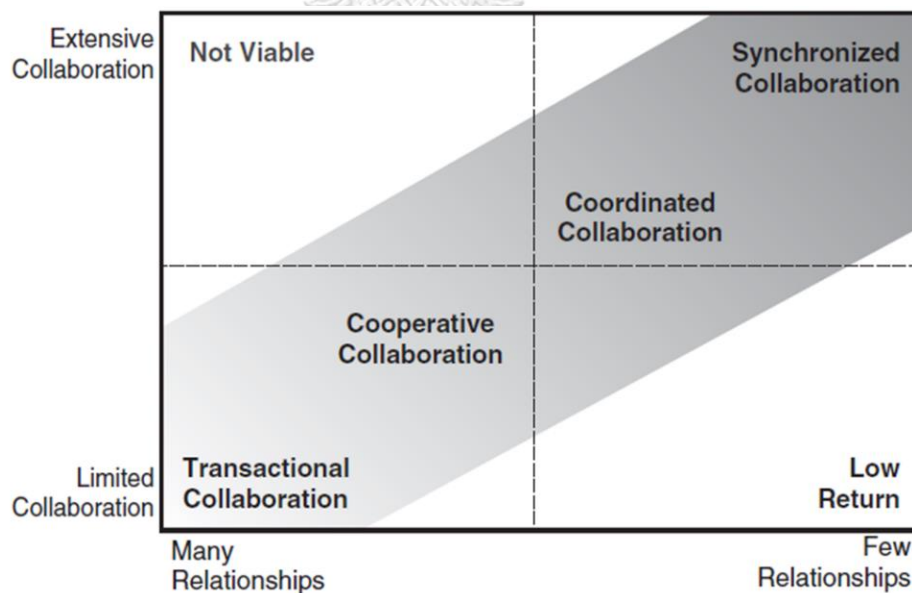 Extensive
Collaboration
Not Viable
Synchronized
Collaboration
Coordinated
Collaboration
Cooperative
Collaboration
Limited
Collaboration
Transactional
Collaboration
Low
Return
Many
Relationships
Few
Relationships